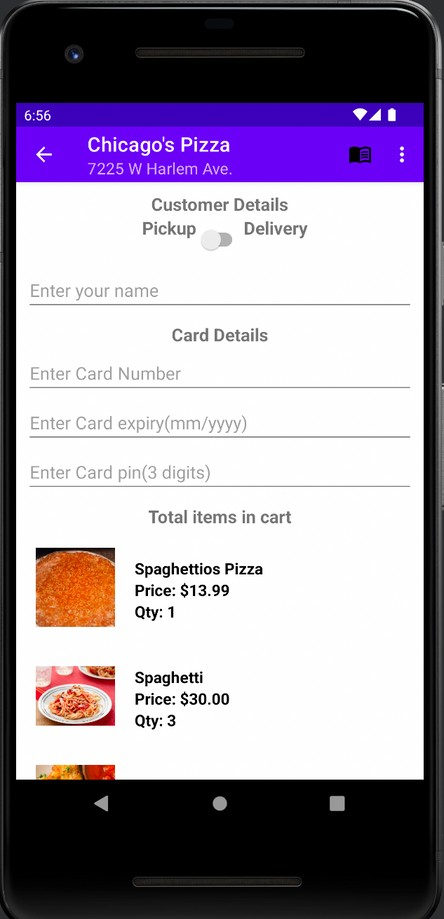 6:56
Chicago's Pizza
7225 W Harlem Ave.
Customer Details
Pickup Delivery
Enter your name
Card Details
Enter Card Number
Enter Card expiry(mm/yyyy)
Enter Card pin(3 digits)
Total items in cart
Spaghettios Pizza
Price: $13.99
Qty: 1
Spaghetti
Price: $30.00
Qty: 3